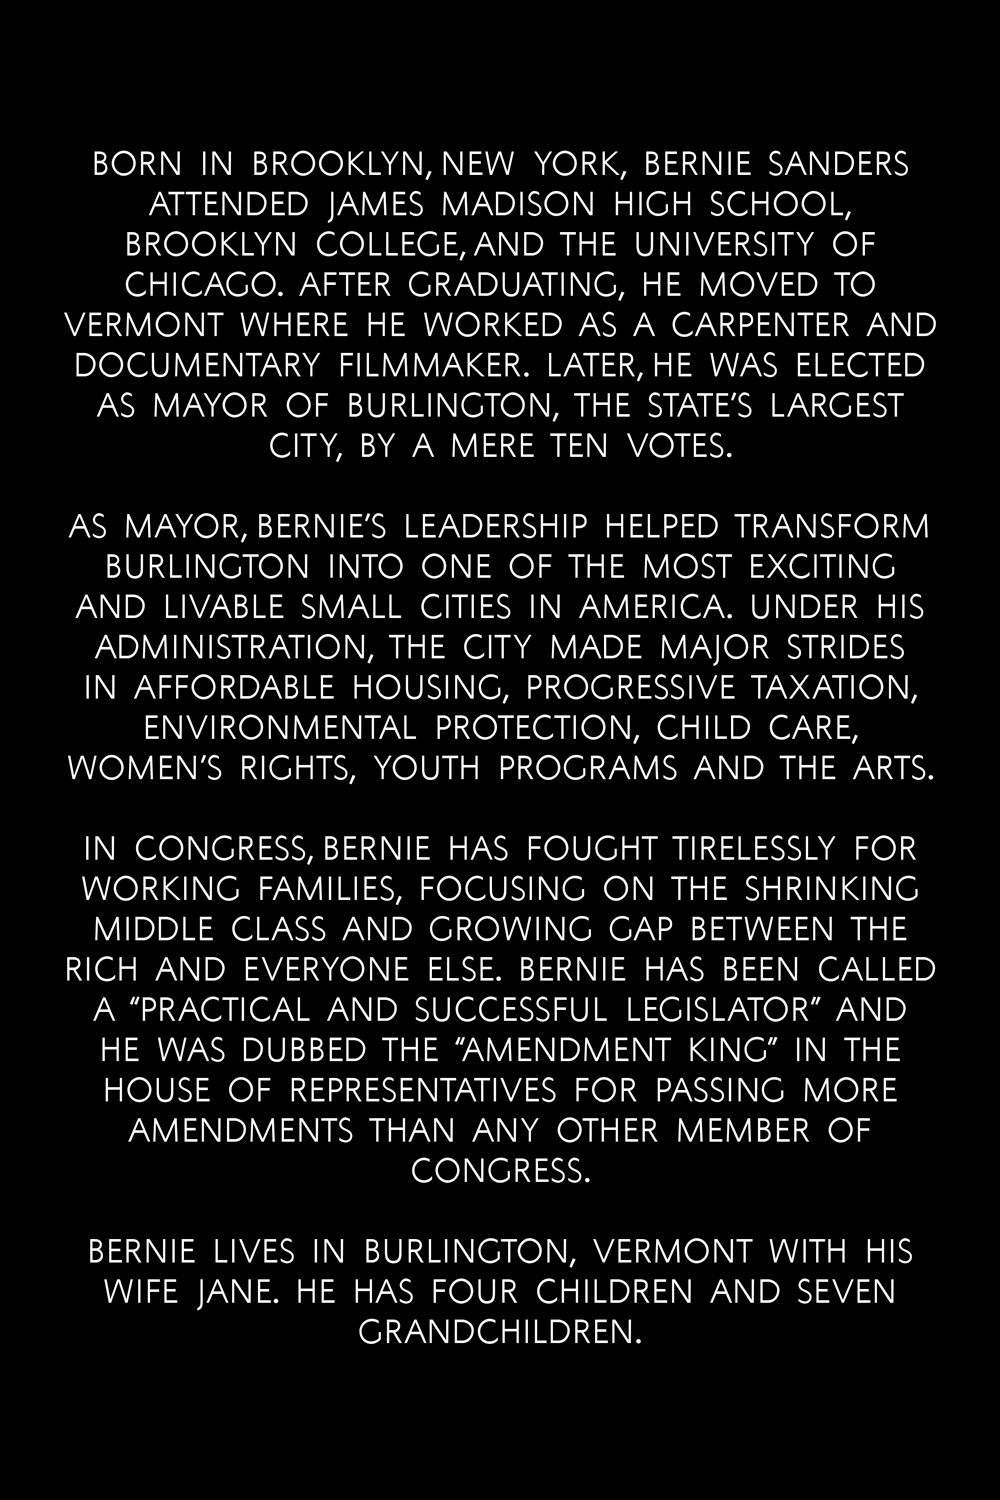 BORN IN BROOKLYN, NEW YORK, BERNIE SANDERS
ATTENDED JAMES MADISON HIGH SCHOOL,
BROOKLYN COLLEGE, AND THE UNIVERSITY OF
CHICAGO. AFTER GRADUATING, HE MOVED TO
VERMONT WHERE HE WORKED AS A CARPENTER AND
DOCUMENTARY FILMMAKER. LATER, HE WAS ELECTED
AS MAYOR OF BURLINGTON, THE STATE’S LARGEST
CITY, BY A MERE TEN VOTES.
AS MAYOR, BERNIE’S LEADERSHIP HELPED TRANSFORM
BURLINGTON INTO ONE OF THE MOST EXCITING
AND LIVABLE SMALL CITIES IN AMERICA. UNDER HIS
ADMINISTRATION, THE CITY MADE MAJOR STRIDES
IN AFFORDABLE HOUSING, PROGRESSIVE TAXATION,
ENVIRONMENTAL PROTECTION, CHILD CARE,
WOMEN’S RIGHTS, YOUTH PROGRAMS AND THE ARTS.
IN CONGRESS, BERNIE HAS FOUGHT TIRELESSLY FOR
WORKING FAMILIES, FOCUSING ON THE SHRINKING
MIDDLE CLASS AND GROWING GAP BETWEEN THE
RICH AND EVERYONE ELSE. BERNIE HAS BEEN CALLED
A “PRACTICAL AND SUCCESSFUL LEGISLATOR” AND
HE WAS DUBBED THE “AMENDMENT KING” IN THE
HOUSE OF REPRESENTATIVES FOR PASSING MORE
AMENDMENTS THAN ANY OTHER MEMBER OF
CONGRESS.
BERNIE LIVES IN BURLINGTON, VERMONT WITH HIS
WIFE JANE. HE HAS FOUR CHILDREN AND SEVEN
GRANDCHILDREN.